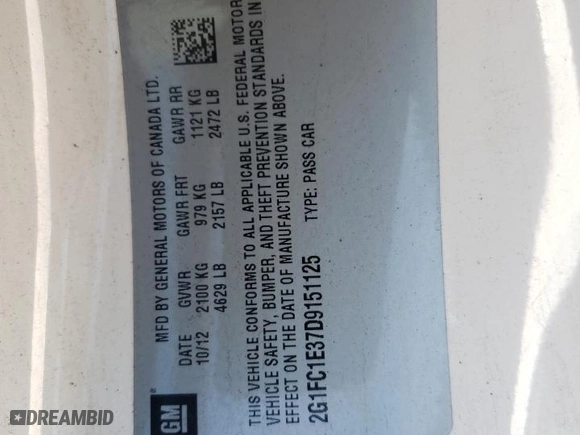 GM
®
MFD BY GENERAL MOTORS OF CANADA LTD.
DATE GVWR GAWR FRT GAWR RR
10/12 2100 KG 979 KG 1121 KG
4629 LB 2157 LB 2472 LB
THIS VEHICLE CONFORMS TO ALL APPLICABLE U.S. FEDERAL MOTOR
VEHICLE SAFETY, BUMPER, AND THEFT PREVENTION STANDARDS IN
EFFECT ON THE DATE OF MANUFACTURE SHOWN ABOVE.
2G1FC1E37D9151125 TYPE: PASS CAR
DREAMBID